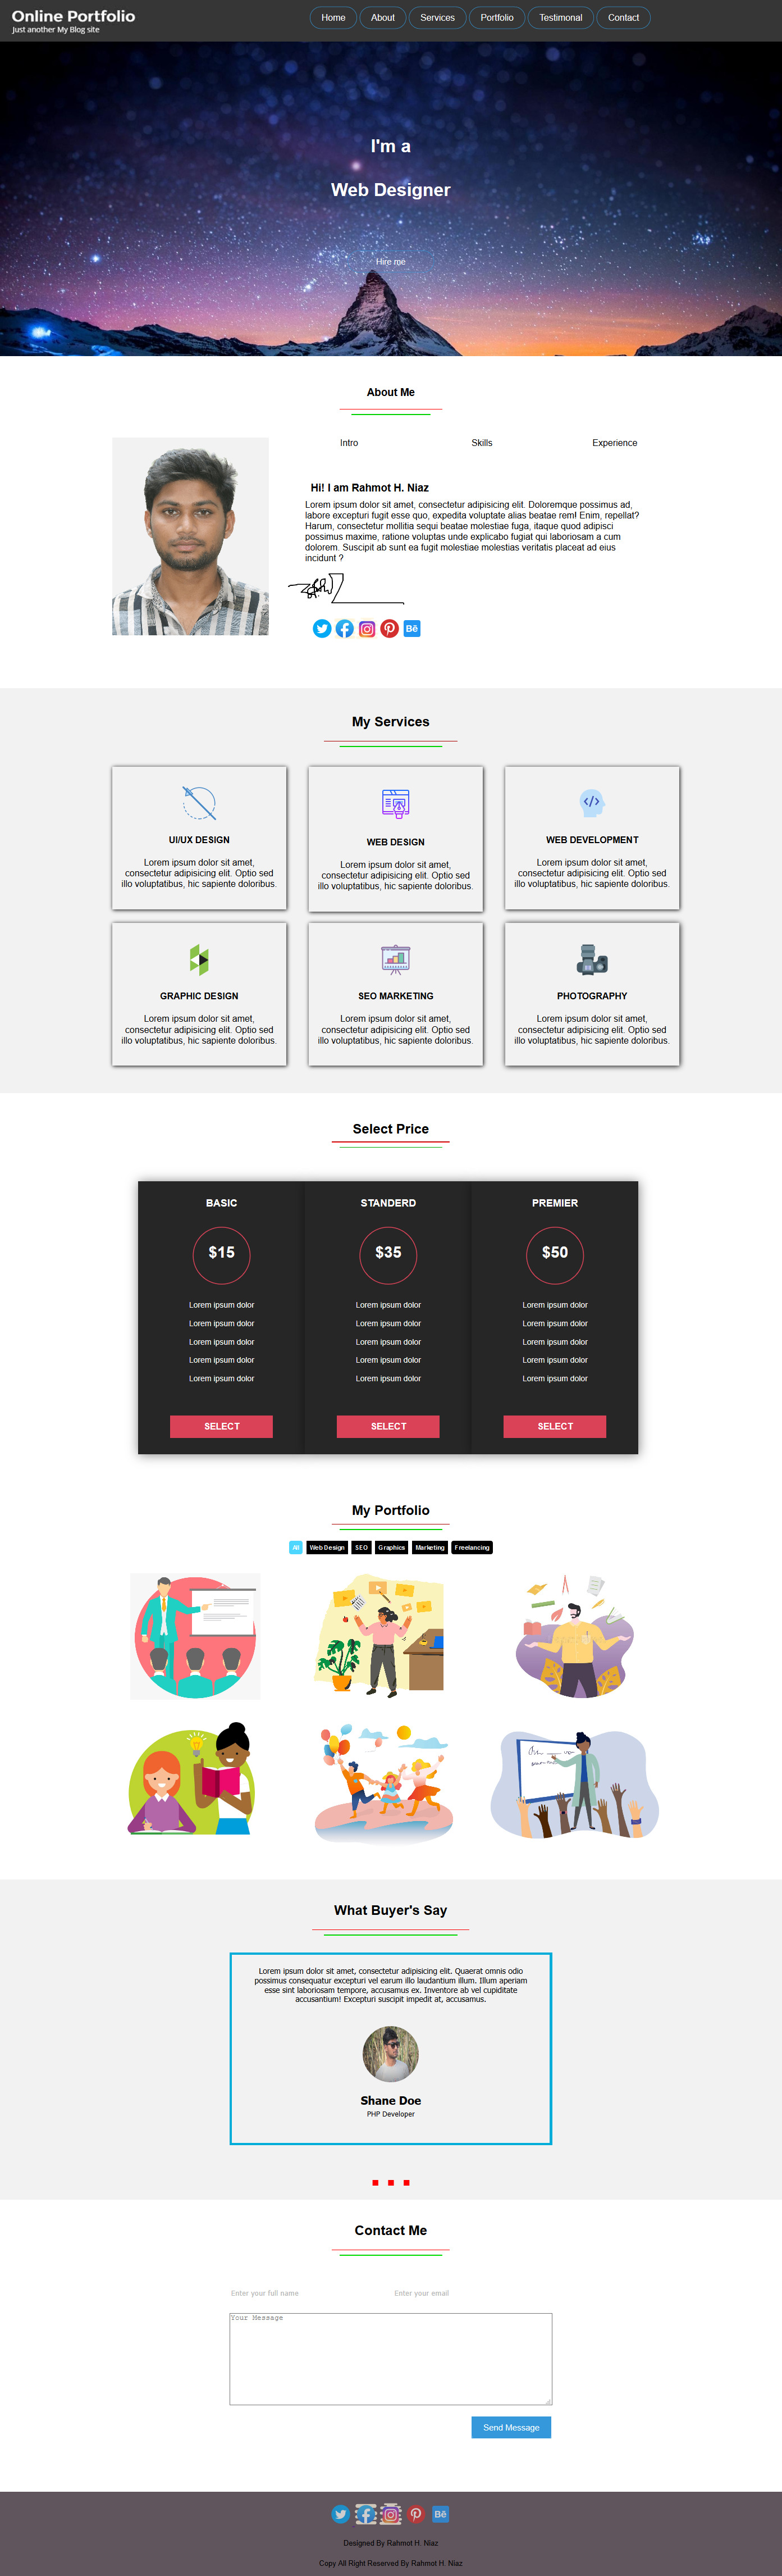 Online Portfolio
Just another My Blog site
Home
About
Services
Portfolio
Testimonal
Contact
I'm a
Web Designer
Hire me
About Me
Intro
Skills
Experience
Hi! I am Rahmot H. Niaz
Lorem ipsum dolor sit amet, consectetur adipisicing elit. Doloremque possimus ad,
labore excepturi fugit esse quo, expedita voluptate alias beatae rem! Enim, repellat?
Harum, consectetur mollitia sequi beatae molestiae fuga, itaque quod adipisci
possimus maxime, ratione voluptas unde explicabo fugiat qui laboriosam a cum
dolorem. Suscipit ab sunt ea fugit molestiae molestias veritatis placeat ad eius
incidunt ?
Bē
My Services
UI/UX DESIGN
Lorem ipsum dolor sit amet,
consectetur adipisicing elit. Optio sed
illo voluptatibus, hic sapiente doloribus.
WEB DESIGN
Lorem ipsum dolor sit amet,
consectetur adipisicing elit. Optio sed
illo voluptatibus, hic sapiente doloribus.
WEB DEVELOPMENT
Lorem ipsum dolor sit amet,
consectetur adipisicing elit. Optio sed
illo voluptatibus, hic sapiente doloribus.
GRAPHIC DESIGN
Lorem ipsum dolor sit amet,
consectetur adipisicing elit. Optio sed
illo voluptatibus, hic sapiente doloribus.
SEO MARKETING
Lorem ipsum dolor sit amet,
consectetur adipisicing elit. Optio sed
illo voluptatibus, hic sapiente doloribus.
PHOTOGRAPHY
Lorem ipsum dolor sit amet,
consectetur adipisicing elit. Optio sed
illo voluptatibus, hic sapiente doloribus.
Select Price
BASIC
$15
Lorem ipsum dolor
Lorem ipsum dolor
Lorem ipsum dolor
Lorem ipsum dolor
Lorem ipsum dolor
SELECT
STANDERD
$35
Lorem ipsum dolor
Lorem ipsum dolor
Lorem ipsum dolor
Lorem ipsum dolor
Lorem ipsum dolor
SELECT
PREMIER
$50
Lorem ipsum dolor
Lorem ipsum dolor
Lorem ipsum dolor
Lorem ipsum dolor
Lorem ipsum dolor
SELECT
My Portfolio
All
Web Design
SEO
Graphics
Marketing
Freelancing
What Buyer's Say
Lorem ipsum dolor sit amet, consectetur adipisicing elit. Quaerat omnis odio
possimus consequatur excepturi vel earum illo laudantium illum. Illum aperiam
esse sint laboriosam tempore, accusamus ex. Inventore ab vel cupiditate
accusantium! Excepturi suscipit impedit at, accusamus.
Shane Doe
PHP Developer
Contact Me
Enter your full name
Enter your email
Your Message
Send Message
Bē
Designed By Rahmot H. Niaz
Copy All Right Reserved By Rahmot H. Niaz